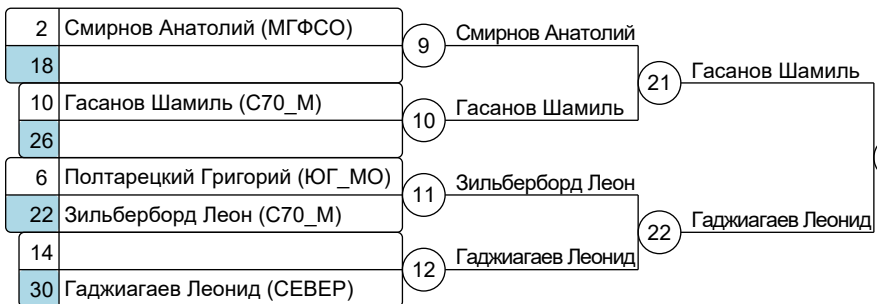 2 Смирнов Анатолий (МГФСО)
18
9
Смирнов Анатолий
10 Гасанов Шамиль (С70_М)
26
10
Гасанов Шамиль
21
Гасанов Шамиль
6 Полтарецкий Григорий (ЮГ_МО)
22 Зильберборд Леон (С70_М)
11
Зильберборд Леон
14
30 Гаджиагаев Леонид (СЕВЕР)
12
Гаджиагаев Леонид
22
Гаджиагаев Леонид